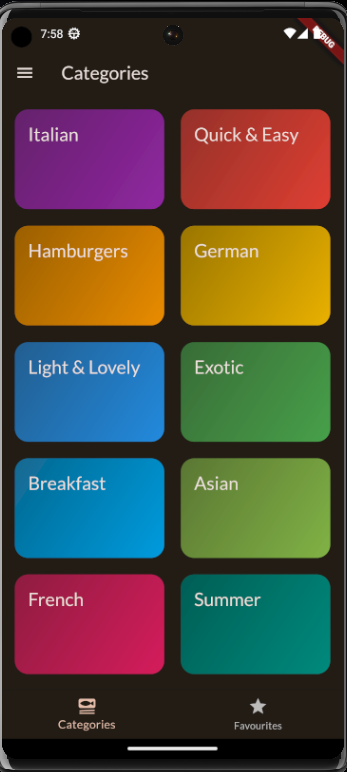 7:58
DEBUG
Categories
Italian
Quick & Easy
Hamburgers
German
Light & Lovely
Exotic
Breakfast
Asian
French
Summer
Categories
Favourites